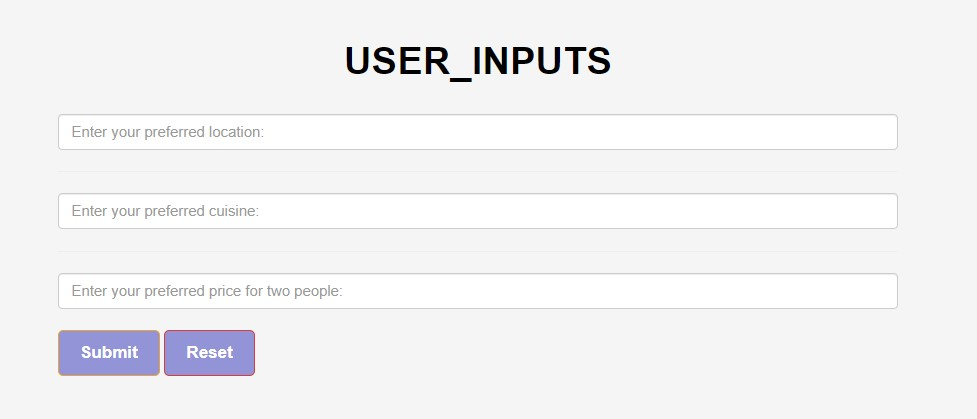 USER_INPUTS
Enter your preferred location:
Enter your preferred cuisine:
Enter your preferred price for two people:
Submit Reset